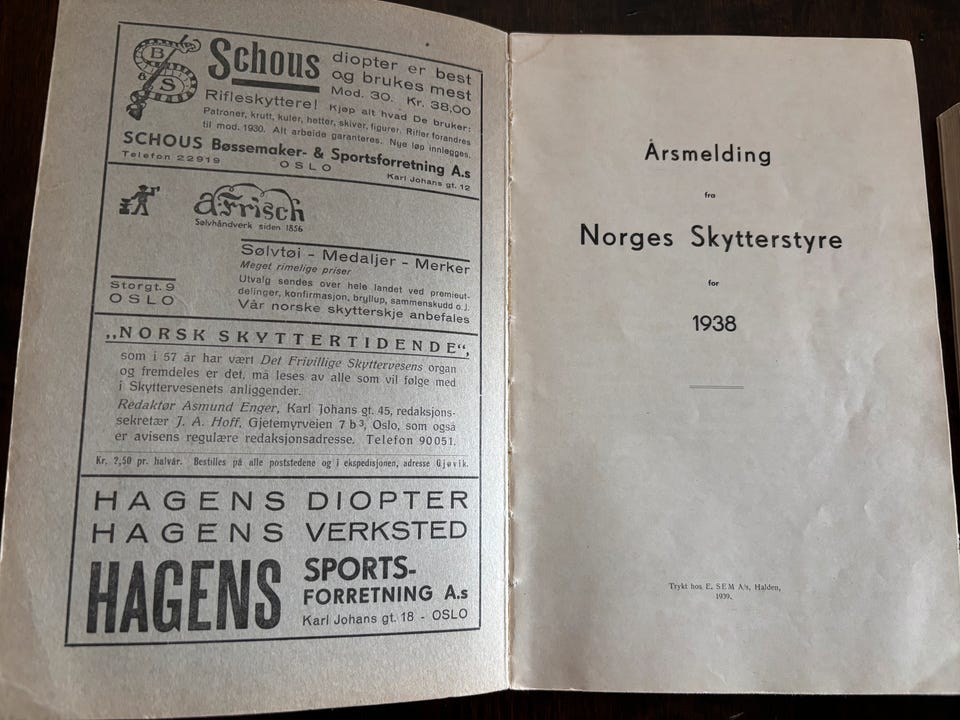 B
&
S
Schous
diopter er best
og brukes mest
Mod. 30. Kr. 38,00
Rifleskyttere! Kjøp alt hvad De bruker:
Patroner, krutt, kuler, hetter, skiver, figurer. Rifler forandres
til mod. 1930. Alt arbeide garanteres. Nye løp innlegges.
SCHOUS Bøssemaker- & Sportsforretning A.s
Telefon 22919 OSLO Karl Johans gt. 12
a.Frisch
Sølvhåndverk siden 1856
Storgt. 9
OSLO
Sølvtøi - Medaljer - Merker
Meget rimelige priser
Utvalg sendes over hele landet ved premieut-
delinger, konfirmasjon, bryllup, sammenskudd o.l.
Vår norske skytterskje anbefales
„NORSK SKYTTERTIDENDE“,
som i 57 år har vært Det Frivillige Skyttervesens organ
og fremdeles er det, må leses av alle som vil følge med
i Skyttervesenets anliggender.
Redaktør Asmund Enger, Karl Johans gt. 45, redaksjons-
sekretær J. A. Hoff, Gjetemyrveien 7 b³, Oslo, som også
er avisens regulære redaksjonsadresse. Telefon 90051.
Kr. 2,50 pr. halvår. Bestilles på alle poststedene og i ekspedisjonen, adresse Gjøvik.
HAGENS DIOPTER
HAGENS VERKSTED
HAGENS SPORTS-
FORRETNING A.s
Karl Johans gt. 18 - OSLO
Årsmelding
fra
Norges Skytterstyre
for
1938
Trykt hos E. SEM A/s, Halden,
1939.